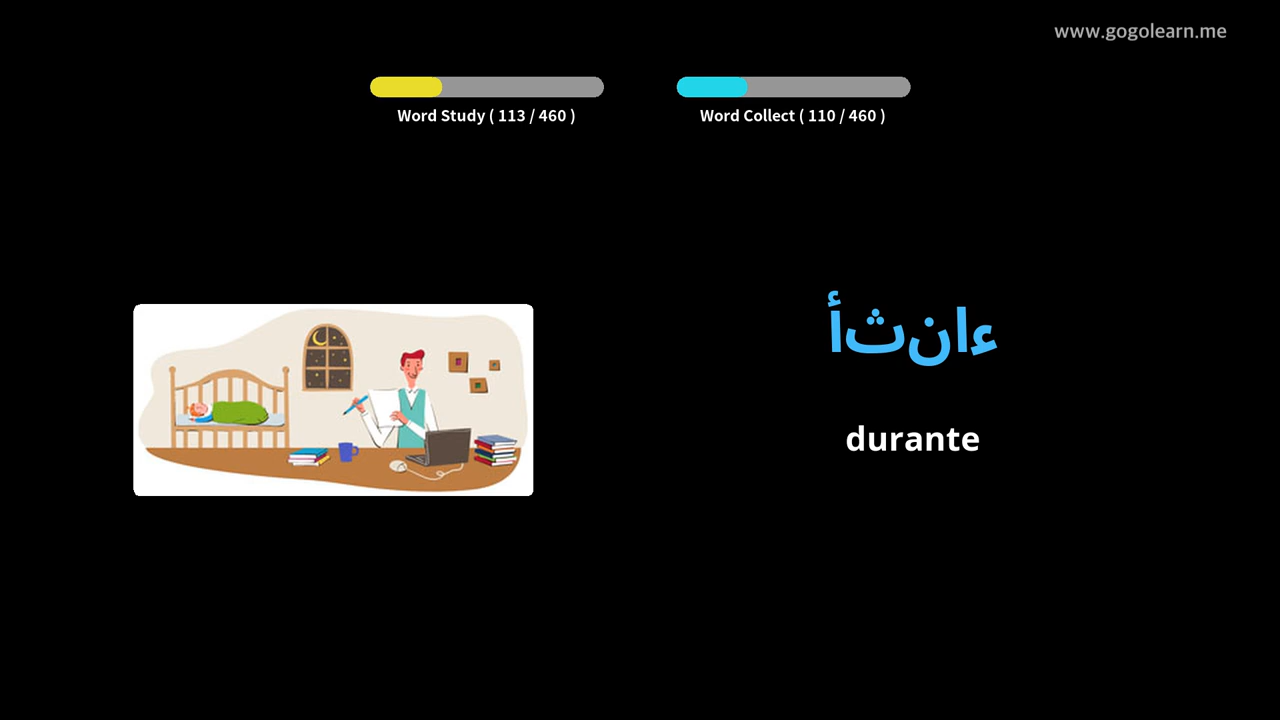 www.gogolearn.me
Word Study ( 113 / 460 )
Word Collect ( 110 / 460 )
أثناء
durante